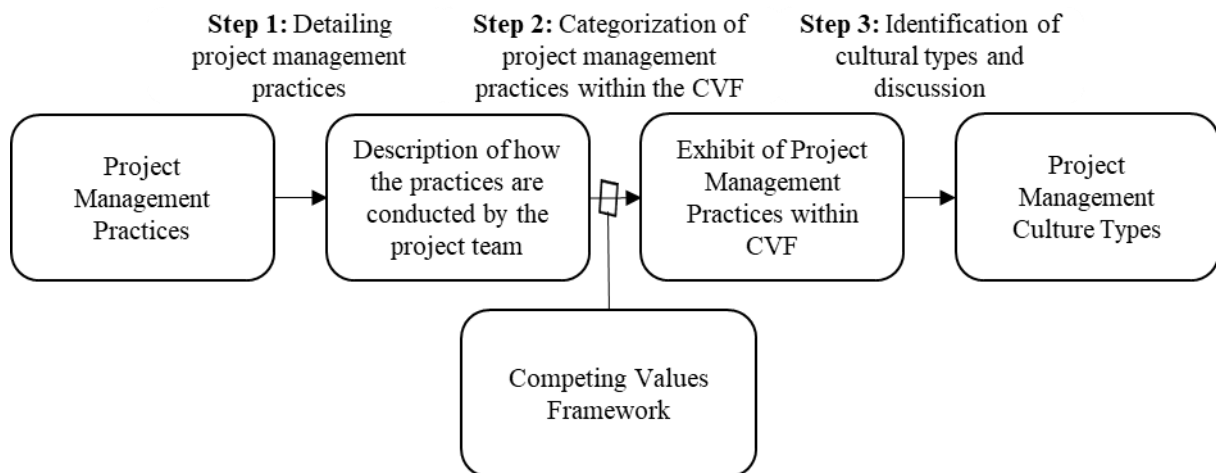 Step 1: Detailing
project management
practices
Step 2: Categorization of
project management
practices within the CVF
Step 3: Identification of
cultural types and
discussion
Project
Management
Practices
Description of how
the practices are
conducted by the
project team
Exhibit of Project
Management
Practices within
CVF
Project
Management
Culture Types
Competing Values
Framework